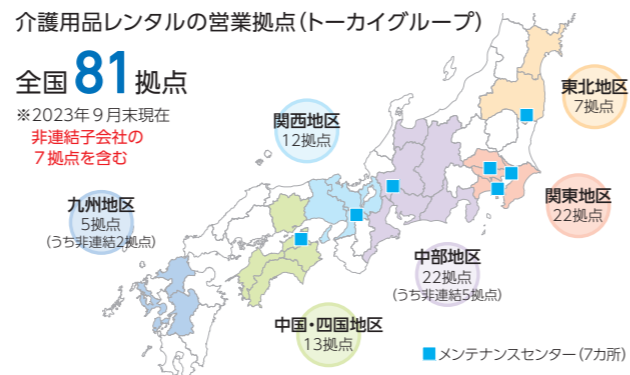 介護用品レンタルの営業拠点（トーカイグループ）
全国81拠点
※2023年9月末現在
非連結子会社の
７拠点を含む
東北地区
7拠点
関西地区
12拠点
関東地区
22拠点
九州地区
5拠点
(うち非連結2拠点)
中部地区
22拠点
(うち非連結5拠点)
中国・四国地区
13拠点
メンテナンスセンター（7カ所）